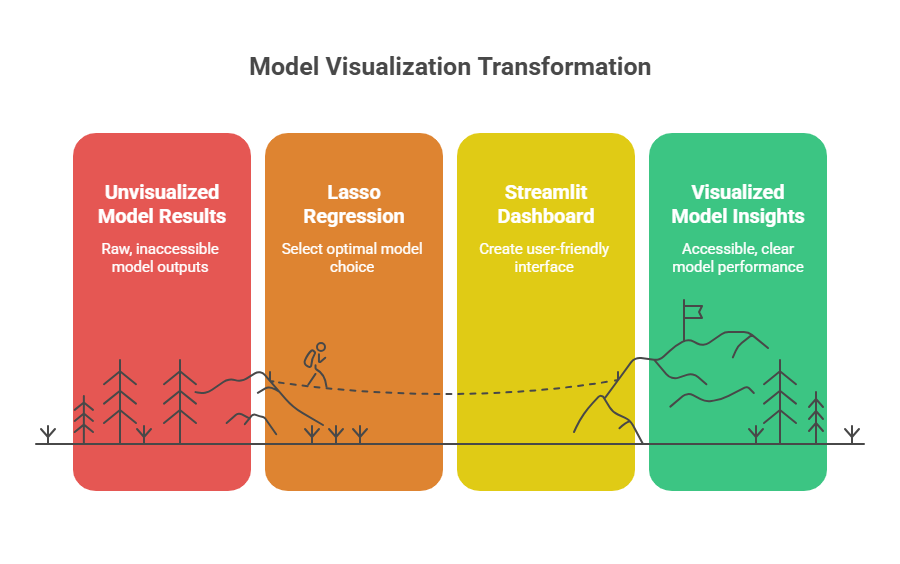 Model Visualization Transformation
Unvisualized
Model Results
Raw, inaccessible
model outputs
Lasso
Regression
Select optimal model
choice
Streamlit
Dashboard
Create user-friendly
interface
Visualized
Model Insights
Accessible, clear
model performance